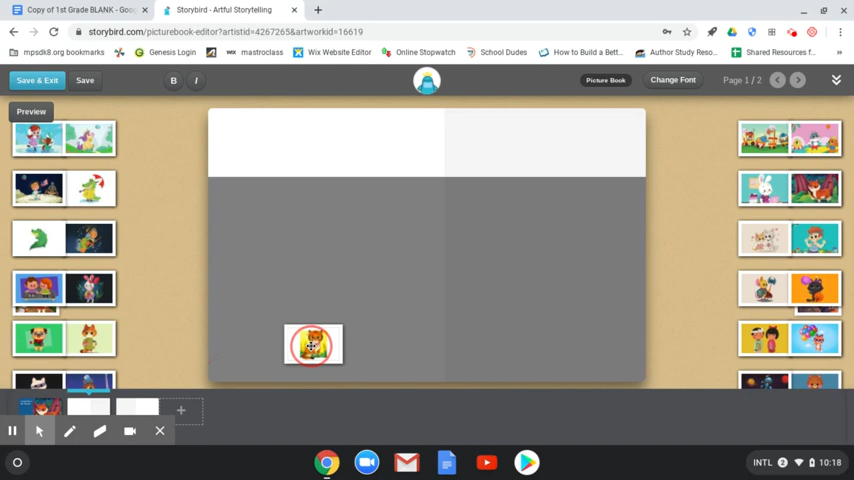 Copy of 1st Grade BLANK - Goo
Storybird - Artful Storytelling
storybird.com/picturebook-editor?artistid=4267265&artworkid=16619
mpsdk8.org bookmarks
Genesis Login
WIX mastroclass
Wix Website Editor
Online Stopwatch
School Dudes
How to Build a Bett...
Author Study Reso...
Shared Resources f...
Save & Exit
Save
B
I
Picture Book
Change Font
Page 1 / 2
Preview
INTL
2
10:18